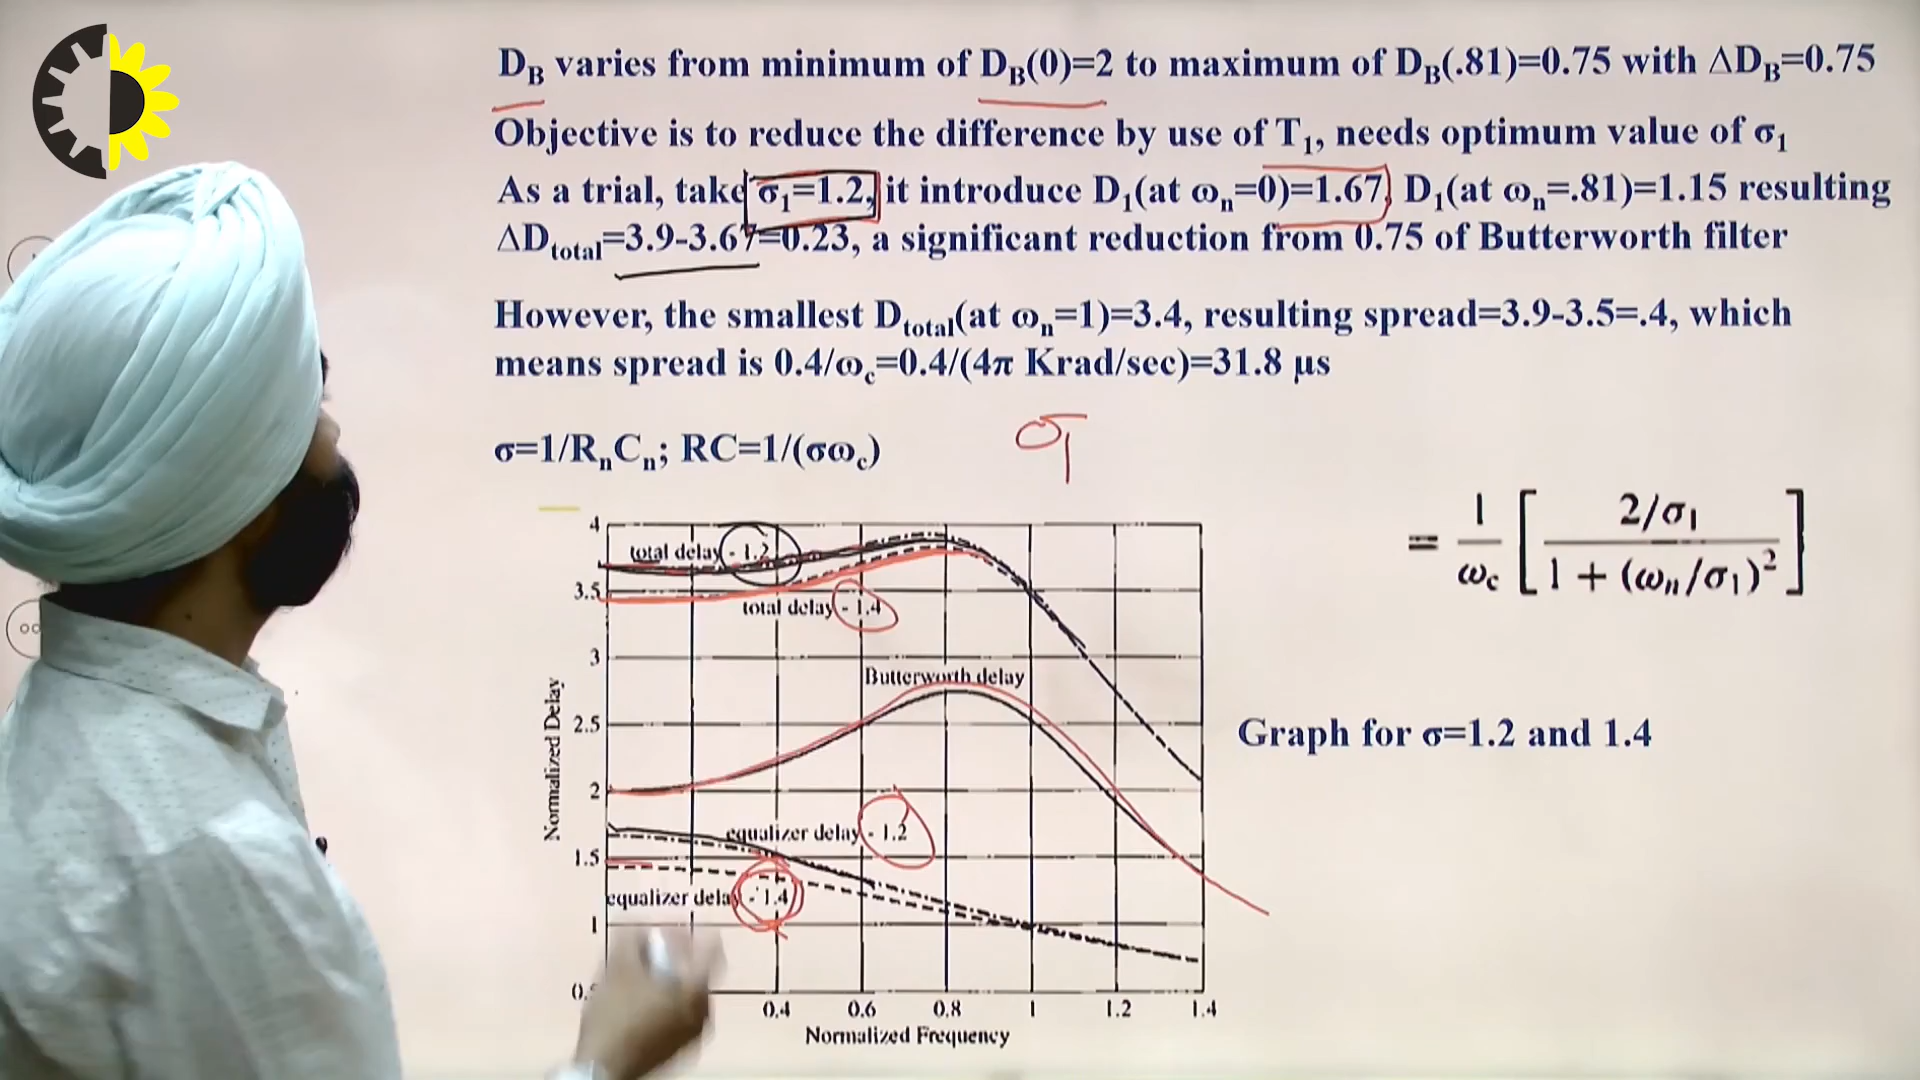 D_B varies from minimum of D_B(0)=2 to maximum of D_B(.81)=0.75 with ΔD_B=0.75
Objective is to reduce the difference by use of T₁, needs optimum value of σ₁
As a trial, take σ₁=1.2, it introduce D₁(at ω_n=0)=1.67, D₁(at ω_n=.81)=1.15 resulting
ΔD_total=3.9-3.67=0.23, a significant reduction from 0.75 of Butterworth filter
However, the smallest D_total(at ω_n=1)=3.4, resulting spread=3.9-3.5=.4, which
means spread is 0.4/ω_c=0.4/(4π Krad/sec)=31.8 μs
σ=1/R_nC_n; RC=1/(σω_c)
σ₁
= 1/ω_c [ (2/σ₁) / (1 + (ω_n/σ₁)²) ]
4
total delay - 1.2
3.5
total delay - 1.4
3
Butterworth delay
2.5
2
equalizer delay - 1.2
1.5
equalizer delay - 1.4
1
Normalized Delay
0.4 0.6 0.8 1 1.2 1.4
Normalized Frequency
Graph for σ=1.2 and 1.4